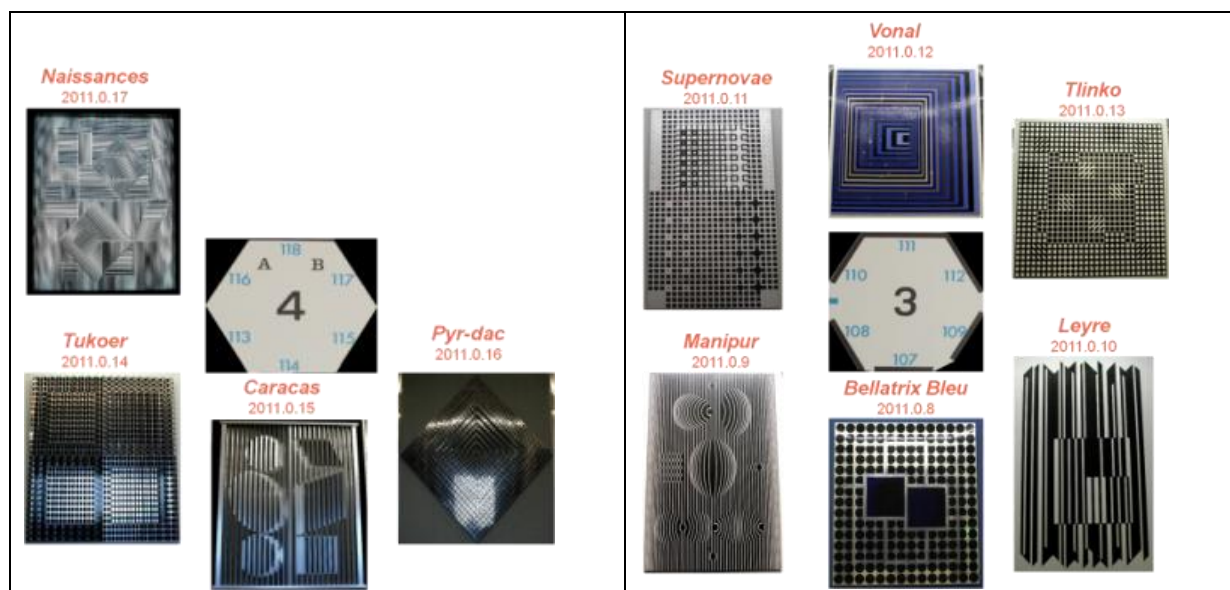 Naissances
2011.0.17
118
A B
116 117
4
113 115
114
Tukoer
2011.0.14
Caracas
2011.0.15
Pyr-dac
2011.0.16
Vonal
2011.0.12
Supernovae
2011.0.11
Tlinko
2011.0.13
111
110 112
3
108 109
107
Manipur
2011.0.9
Bellatrix Bleu
2011.0.8
Leyre
2011.0.10